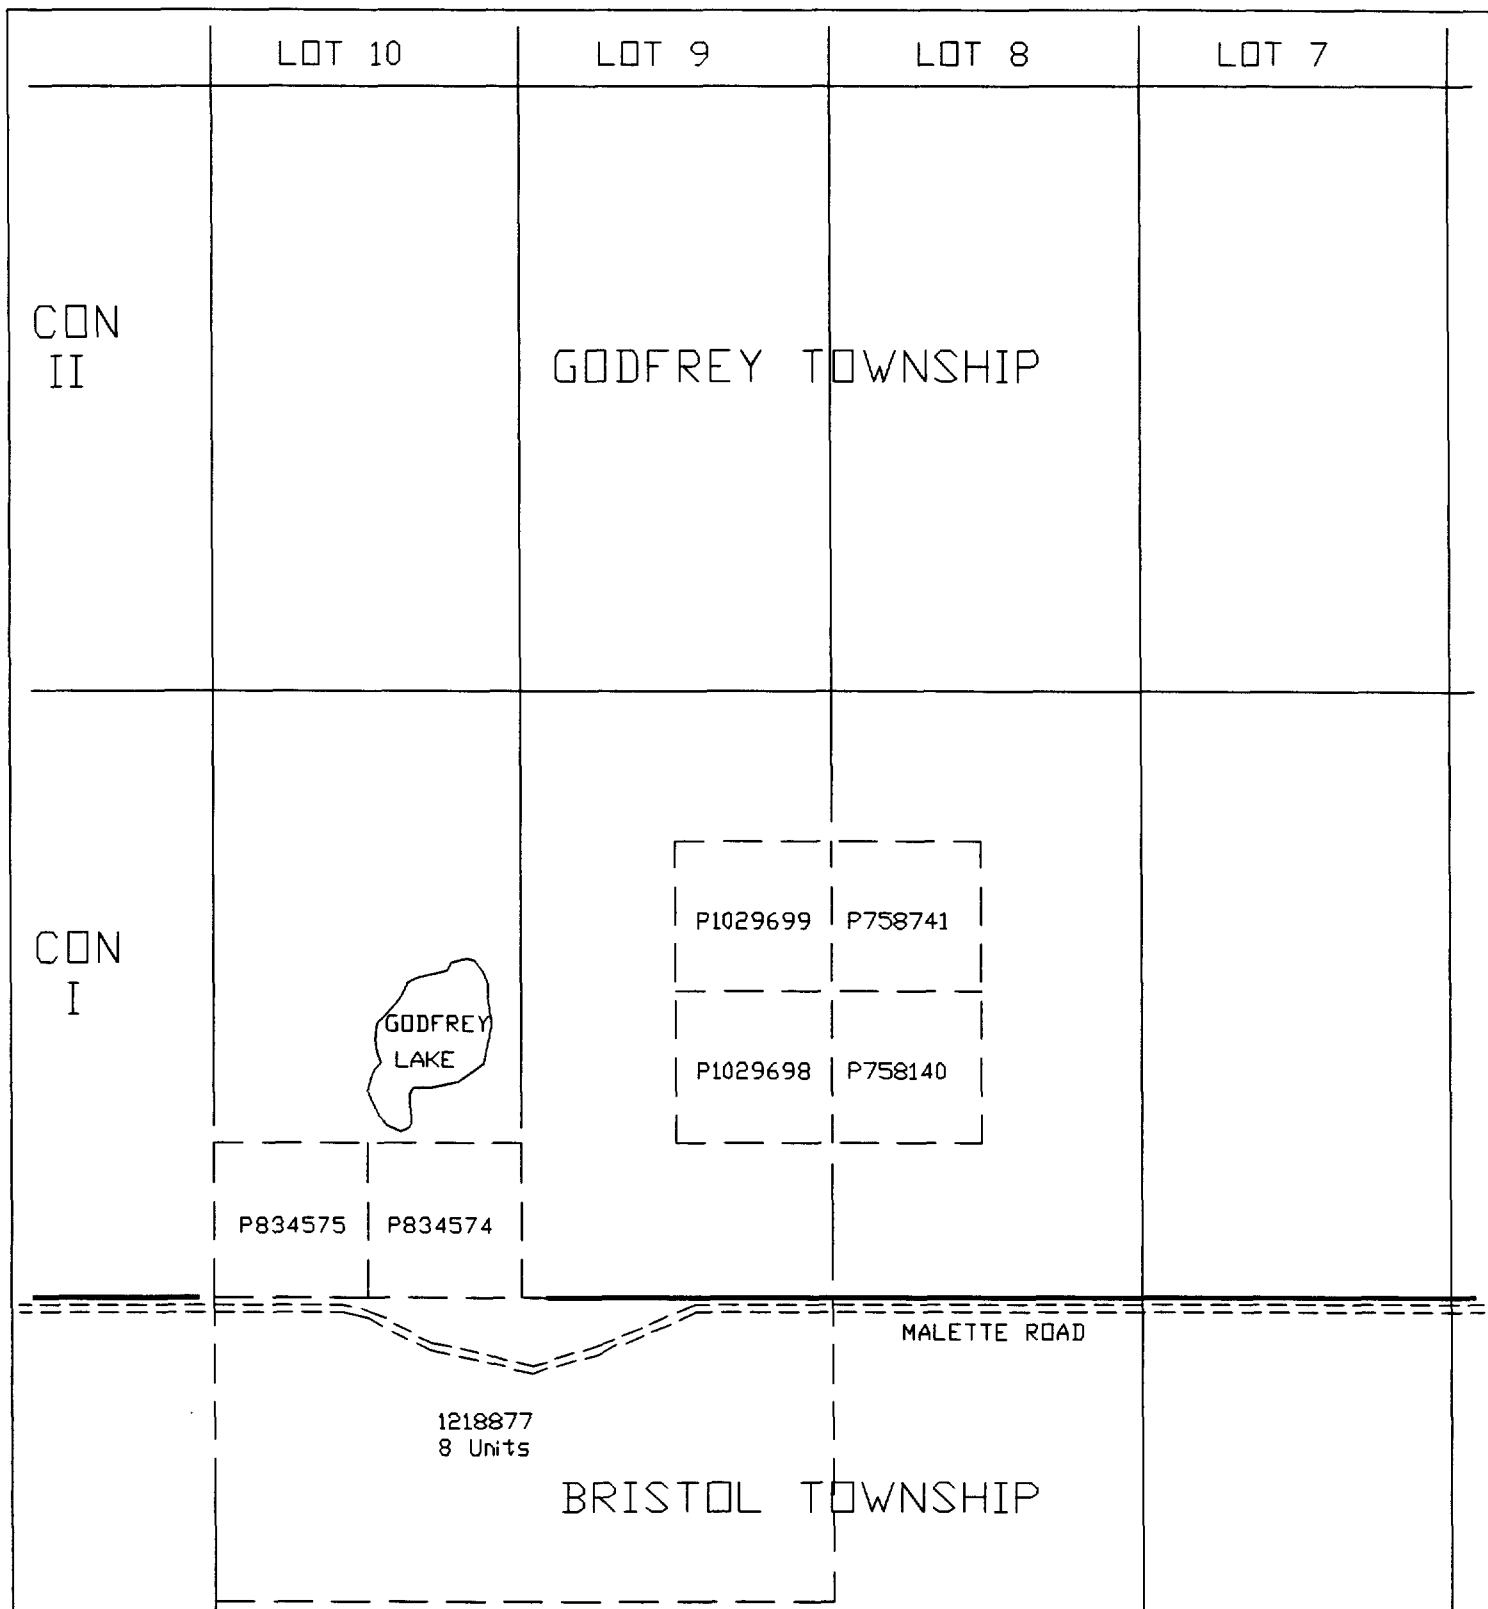 LOT 10
LOT 9
LOT 8
LOT 7
CON
II
GODFREY TOWNSHIP
CON
I
P1029699
P758741
GODFREY
LAKE
P1029698
P758140
P834575
P834574
MALETTE ROAD
1218877
8 Units
BRISTOL TOWNSHIP